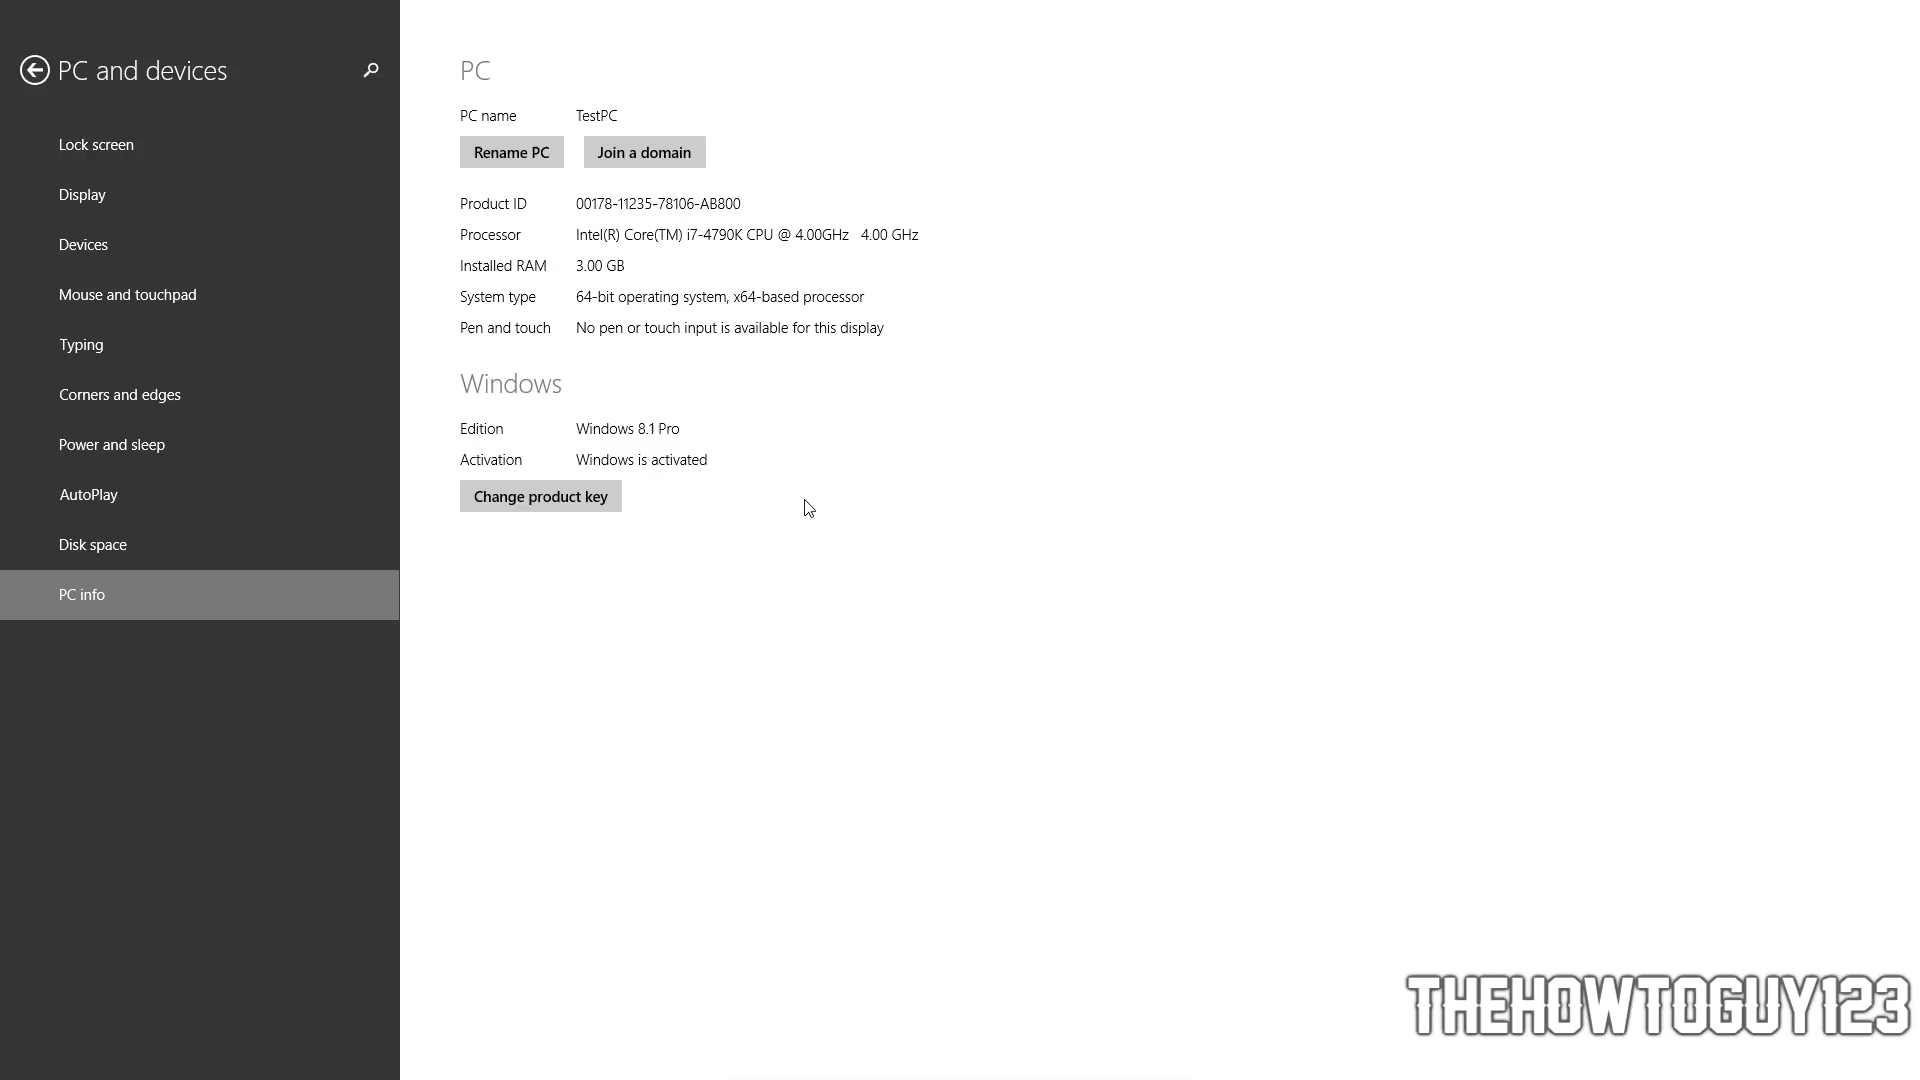 PC and devices
Lock screen
Display
Devices
Mouse and touchpad
Typing
Corners and edges
Power and sleep
AutoPlay
Disk space
PC info
PC
PC name TestPC
Rename PC Join a domain
Product ID 00178-11235-78106-AB800
Processor Intel(R) Core(TM) i7-4790K CPU @ 4.00GHz 4.00 GHz
Installed RAM 3.00 GB
System type 64-bit operating system, x64-based processor
Pen and touch No pen or touch input is available for this display
Windows
Edition Windows 8.1 Pro
Activation Windows is activated
Change product key
THEHOWTOGUY123